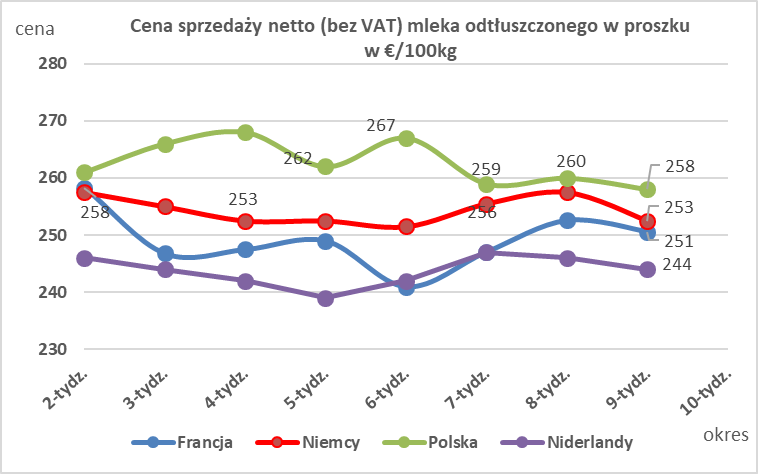 cena
Cena sprzedaży netto (bez VAT) mleka odtłuszczonego w proszku
w €/100kg
280
270
260
250
240
230
258
253
262
267
259
256
260
258
253
251
244
2-tydz.
3-tydz.
4-tydz.
5-tydz.
6-tydz.
7-tydz.
8-tydz.
9-tydz.
10-tydz.
okres
Francja Niemcy Polska Niderlandy